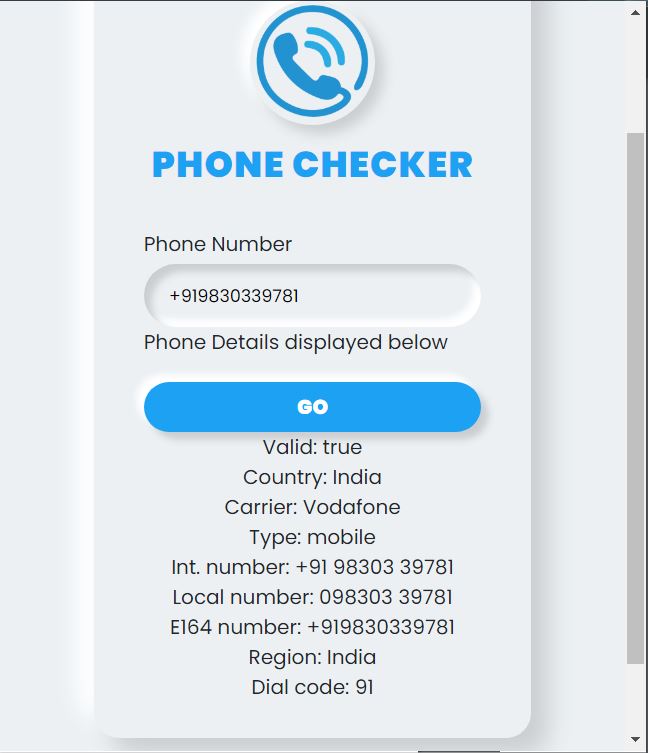 PHONE CHECKER
Phone Number
+919830339781
Phone Details displayed below
GO
Valid: true
Country: India
Carrier: Vodafone
Type: mobile
Int. number: +91 98303 39781
Local number: 098303 39781
E164 number: +919830339781
Region: India
Dial code: 91